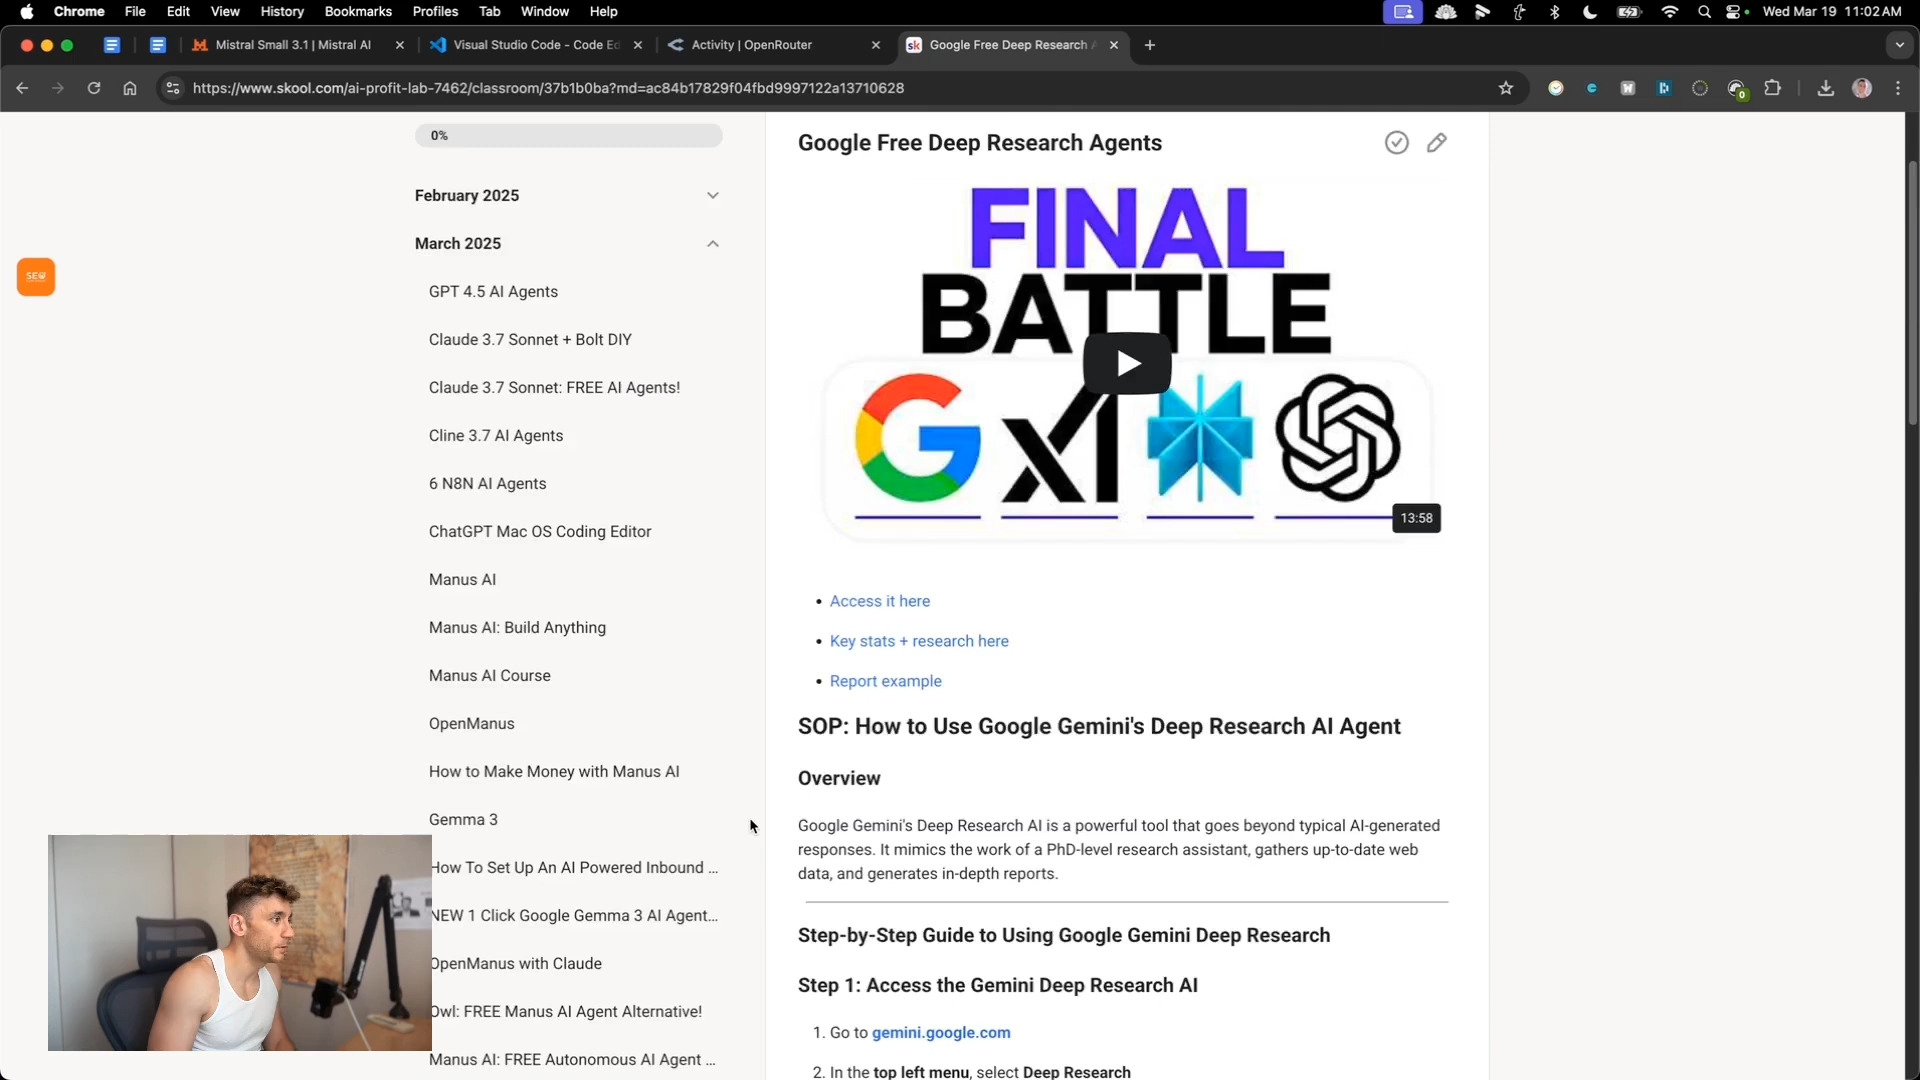 Chrome File Edit View History Bookmarks Profiles Tab Window Help
Wed Mar 19 11:02 AM
Mistral Small 3.1 | Mistral AI
Visual Studio Code - Code Ed
Activity | OpenRouter
Google Free Deep Research A
https://www.skool.com/ai-profit-lab-7462/classroom/37b1b0ba?md=ac84b17829f04fbd9997122a13710628
0%
February 2025
March 2025
GPT 4.5 AI Agents
Claude 3.7 Sonnet + Bolt DIY
Claude 3.7 Sonnet: FREE AI Agents!
Cline 3.7 AI Agents
6 N8N AI Agents
ChatGPT Mac OS Coding Editor
Manus AI
Manus AI: Build Anything
Manus AI Course
OpenManus
How to Make Money with Manus AI
Gemma 3
How To Set Up An AI Powered Inbound ...
NEW 1 Click Google Gemma 3 AI Agent...
OpenManus with Claude
Owl: FREE Manus AI Agent Alternative!
Manus AI: FREE Autonomous AI Agent ...
SEO
Google Free Deep Research Agents
FINAL
BATTLE
13:58
• Access it here
• Key stats + research here
• Report example
SOP: How to Use Google Gemini's Deep Research AI Agent
Overview
Google Gemini's Deep Research AI is a powerful tool that goes beyond typical AI-generated
responses. It mimics the work of a PhD-level research assistant, gathers up-to-date web
data, and generates in-depth reports.
Step-by-Step Guide to Using Google Gemini Deep Research
Step 1: Access the Gemini Deep Research AI
1. Go to gemini.google.com
2. In the top left menu, select Deep Research